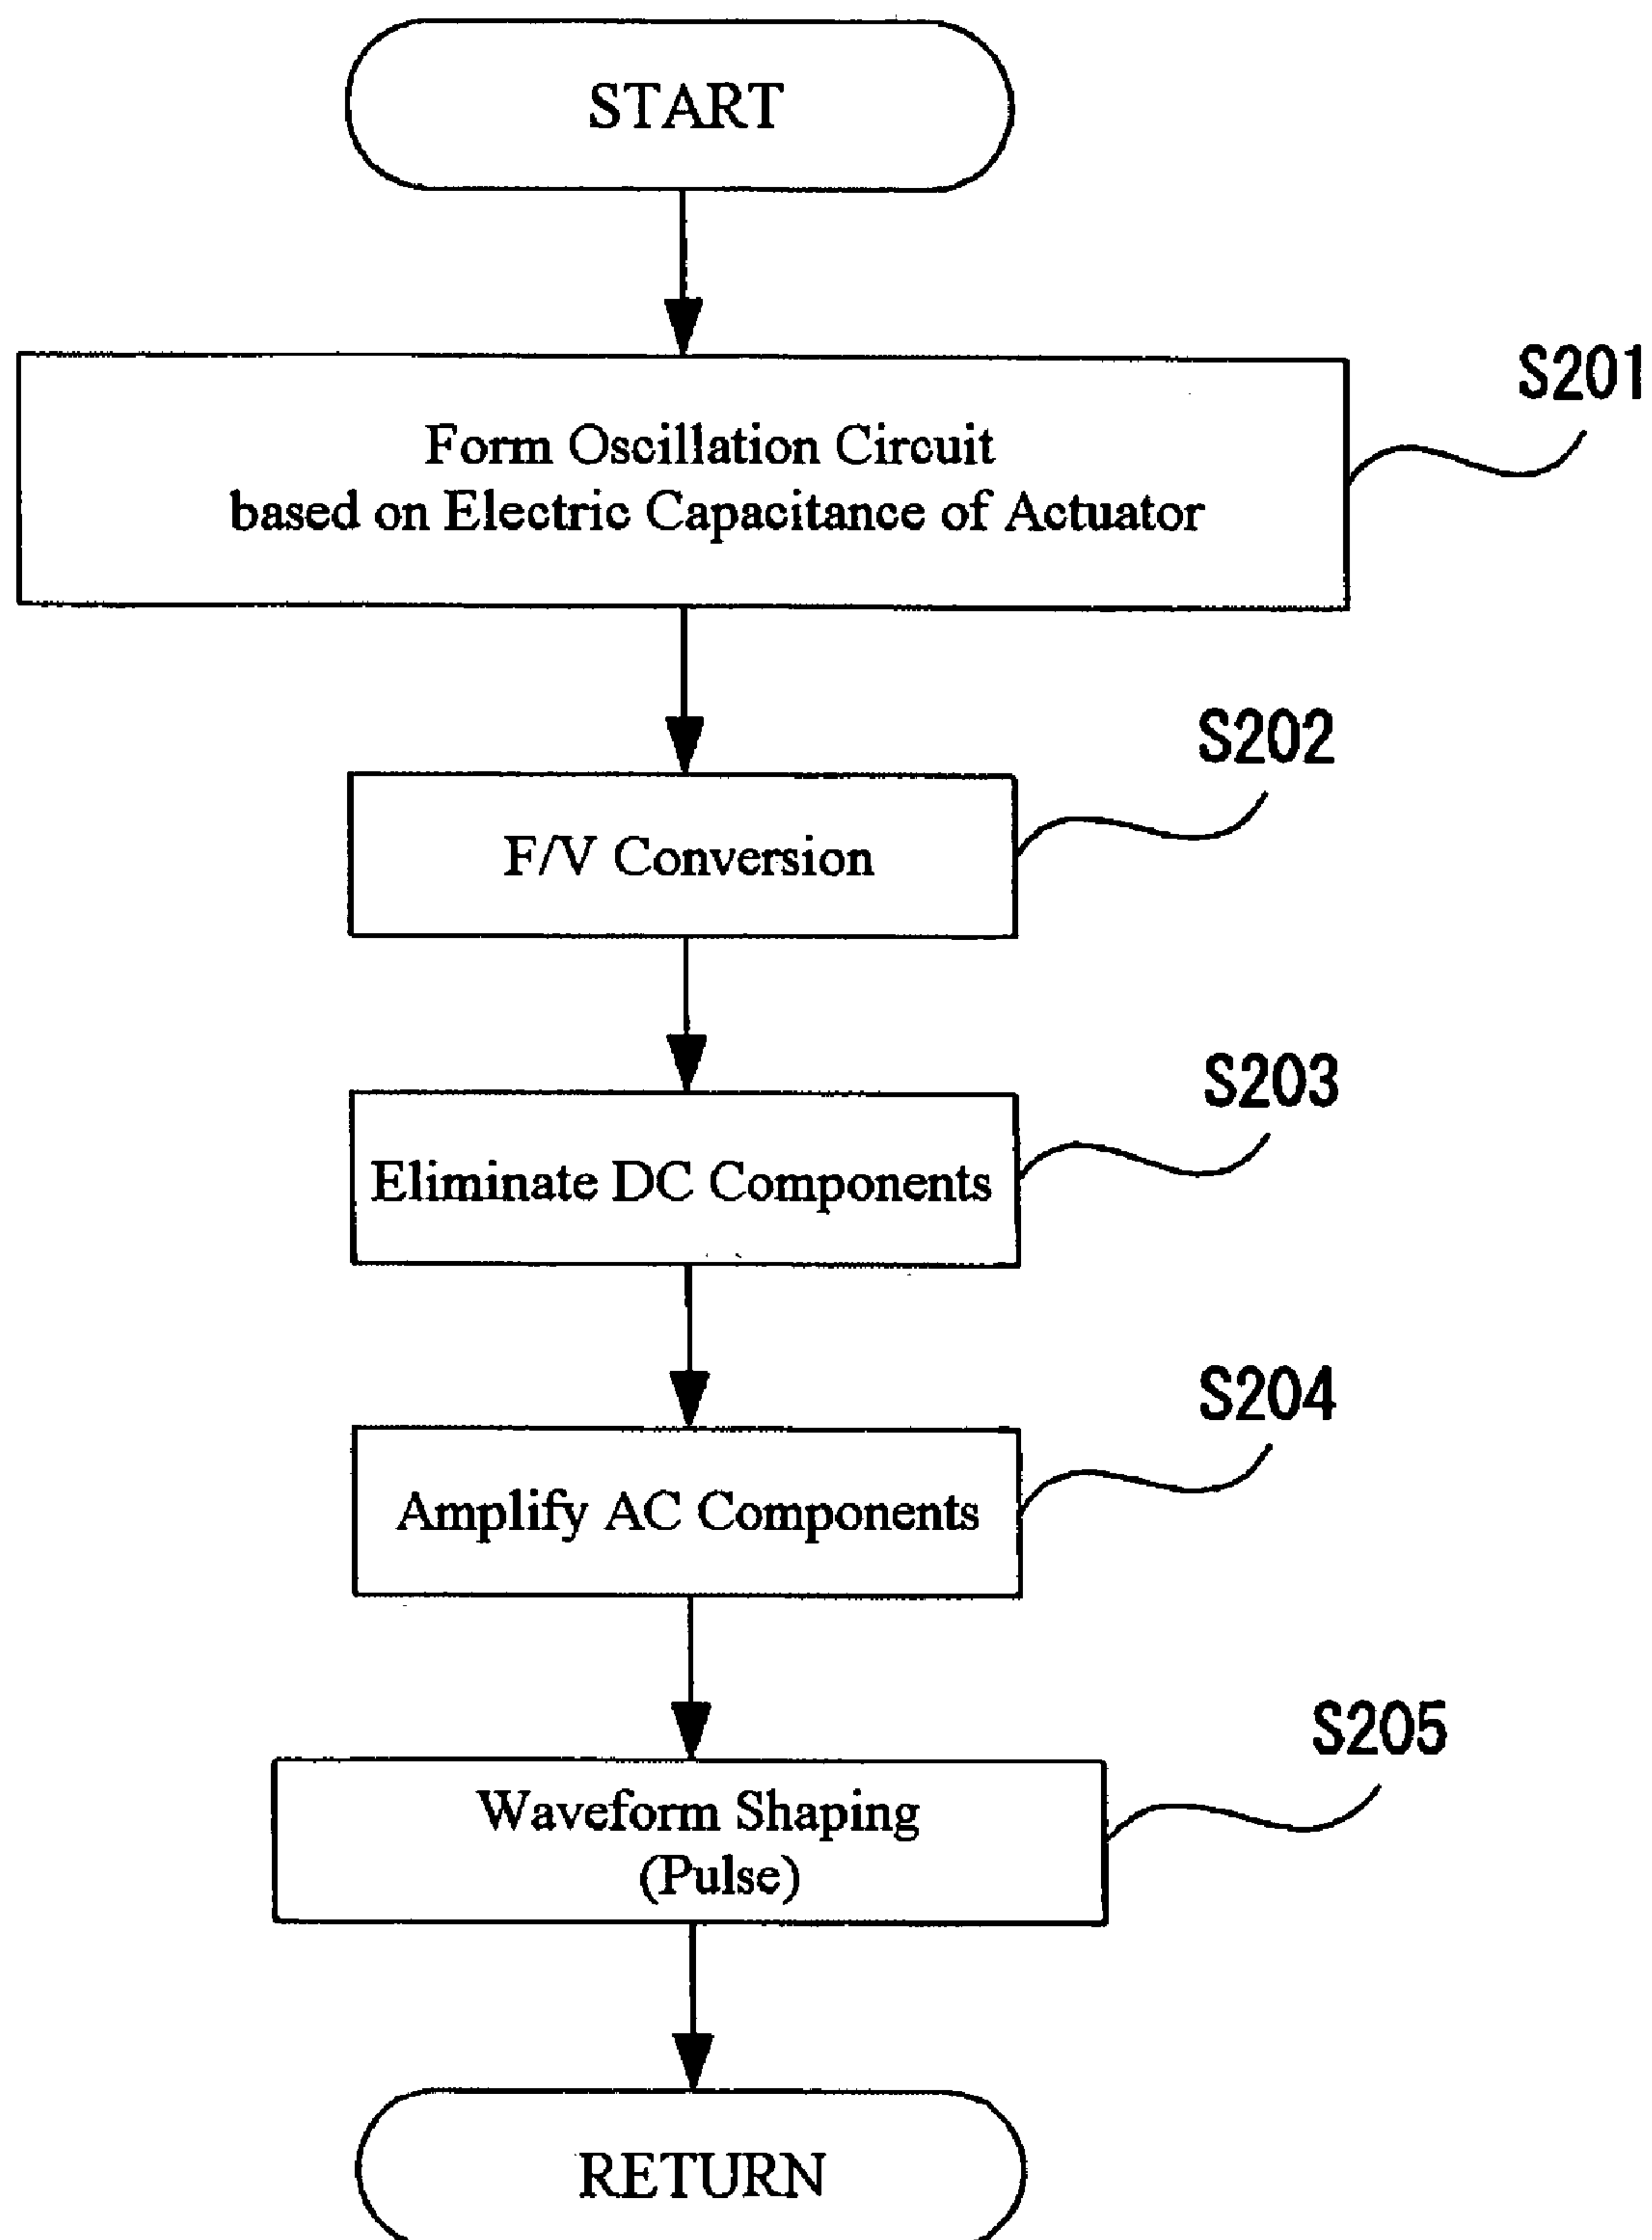 START
S201
Form Oscillation Circuit
based on Electric Capacitance of Actuator
S202
F/V Conversion
S203
Eliminate DC Components
S204
Amplify AC Components
S205
Waveform Shaping
(Pulse)
RETURN